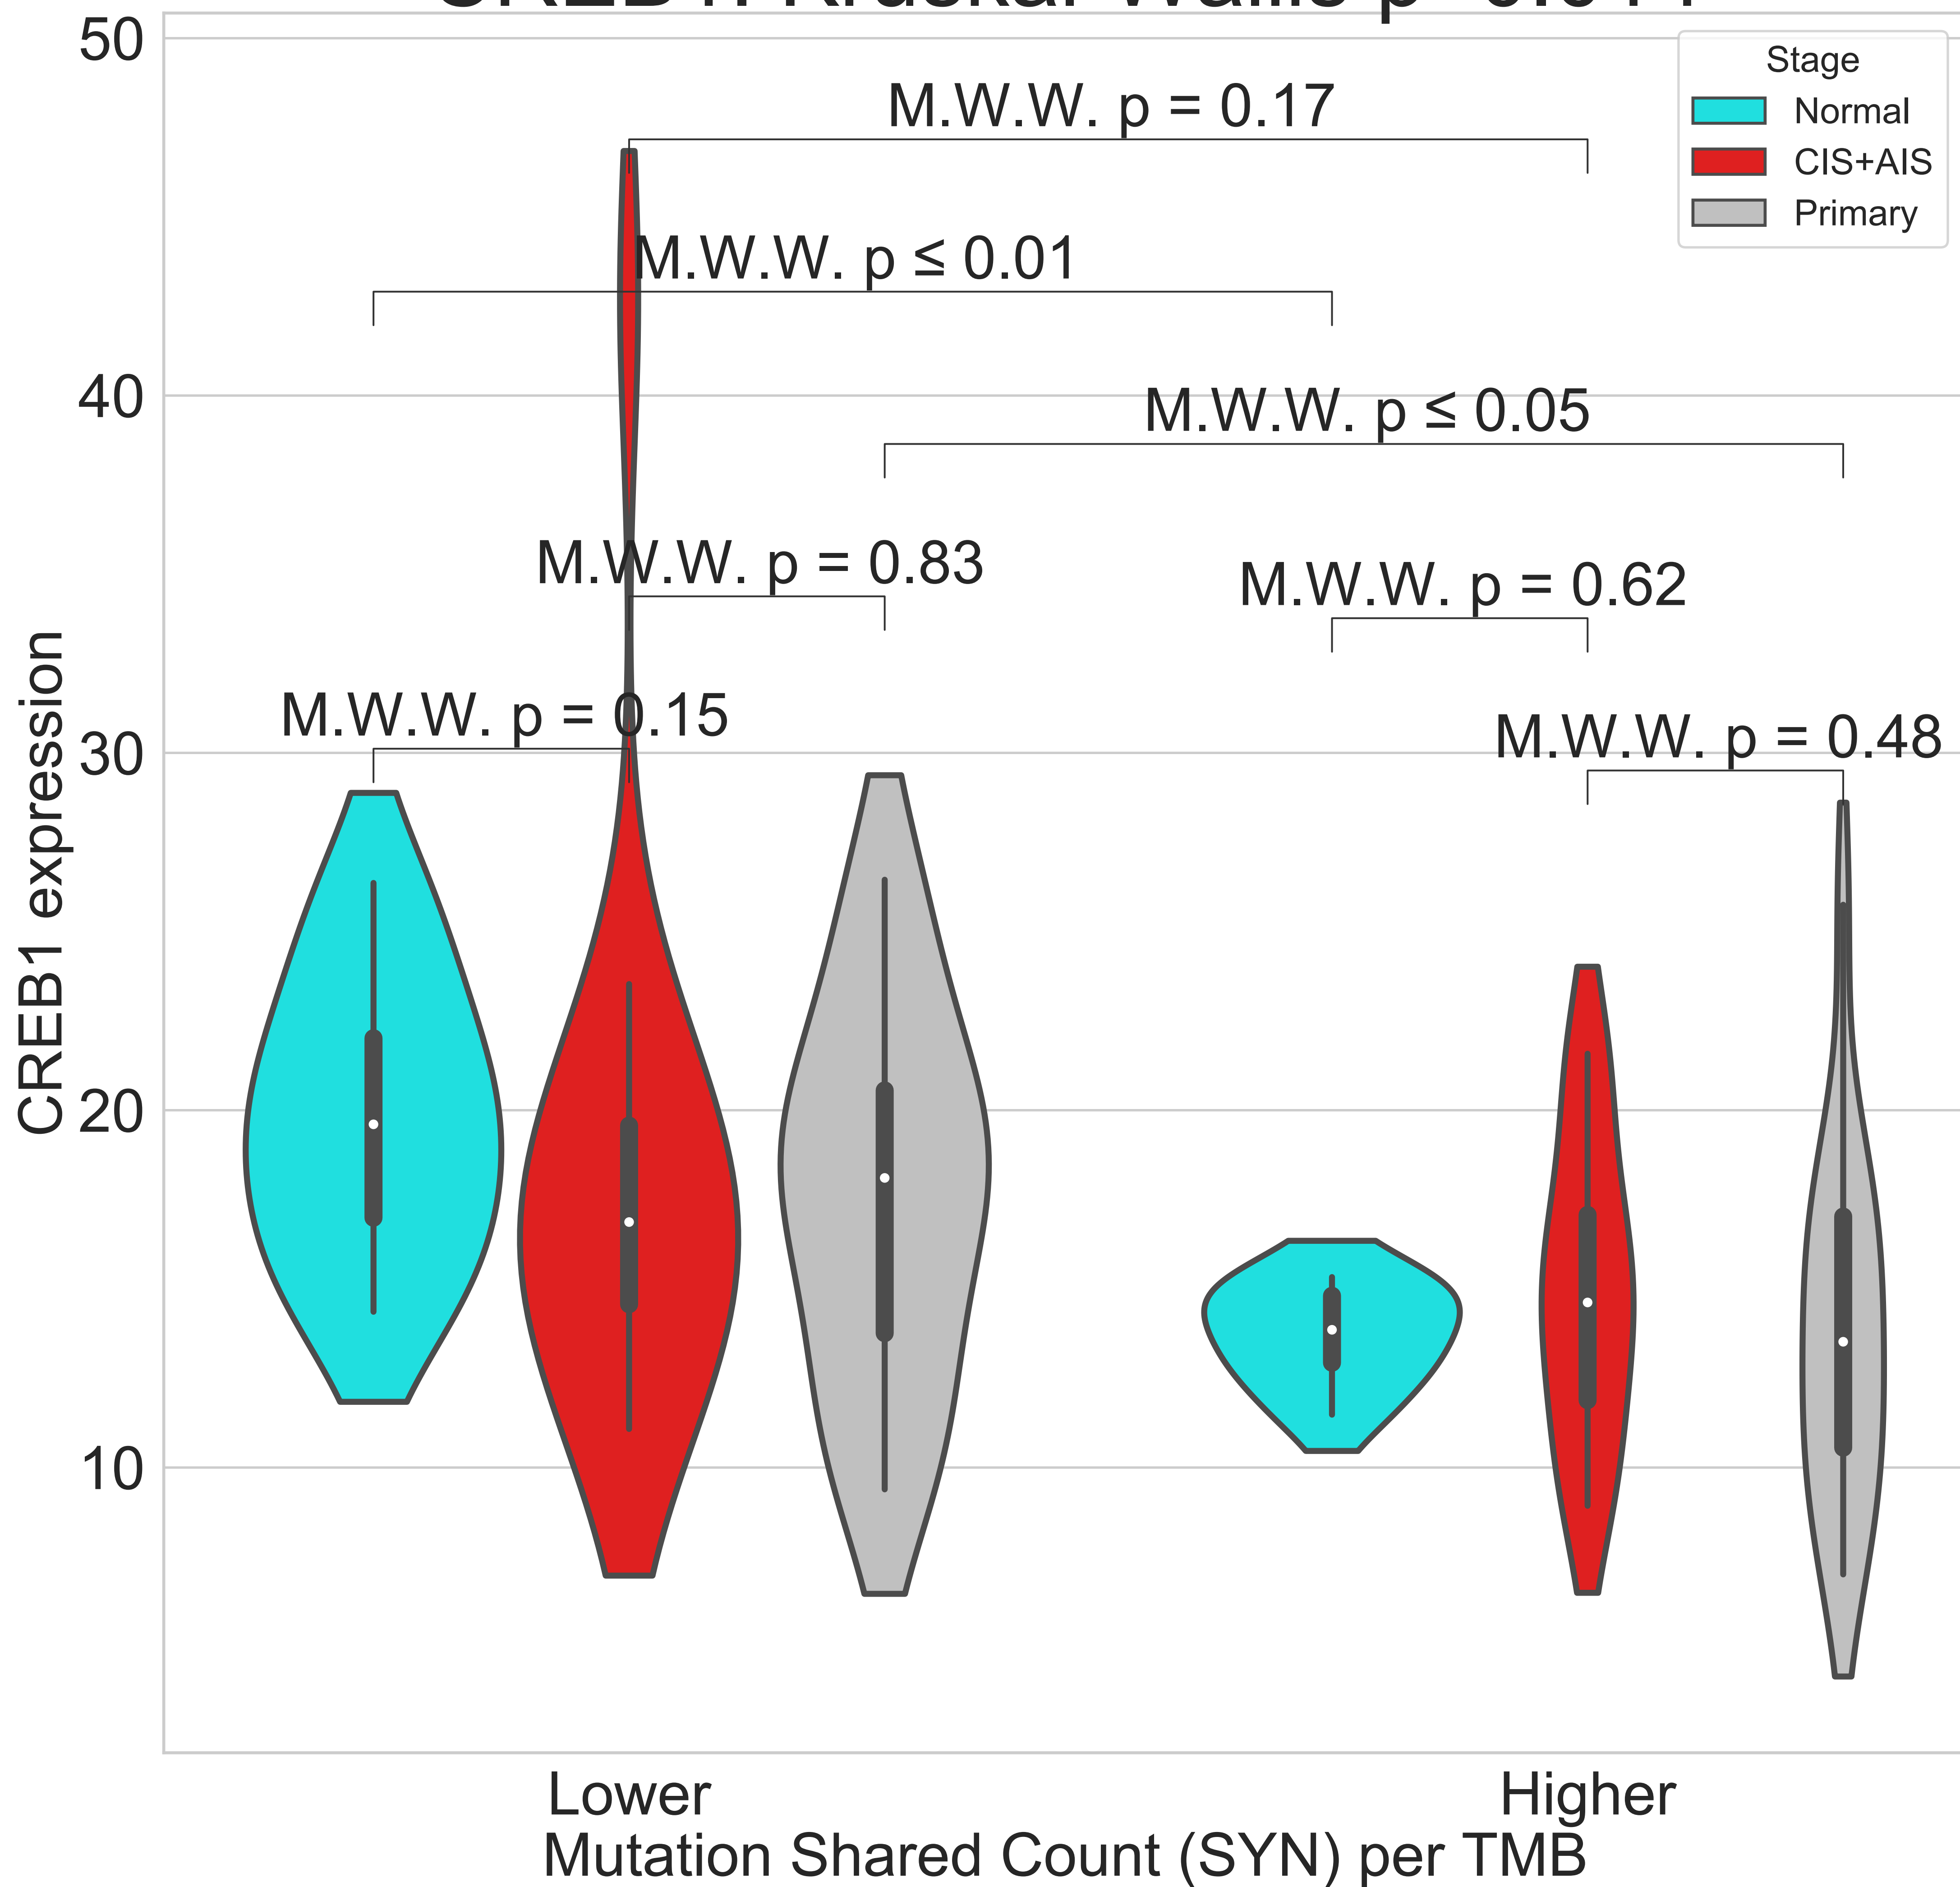 50
Stage
Normal
CIS+AIS
Primary
M.W.W. p = 0.17
M.W.W. p ≤ 0.01
40
M.W.W. p ≤ 0.05
M.W.W. p = 0.83
M.W.W. p = 0.62
M.W.W. p = 0.15
M.W.W. p = 0.48
30
CREB1 expression
20
10
Lower
Higher
Mutation Shared Count (SYN) per TMB